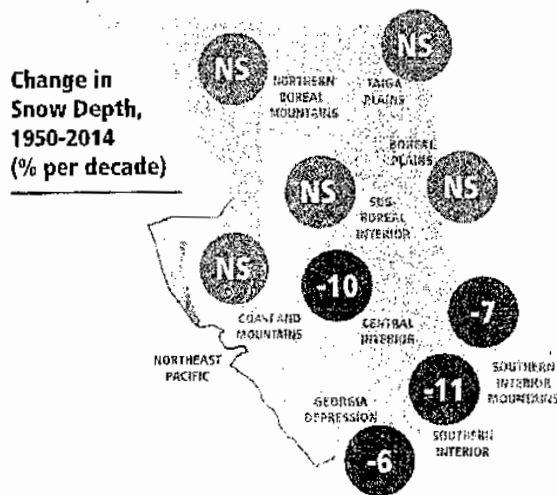 Change in
Snow Depth,
1950-2014
(% per decade)
NS
NORTHERN
BOREAL
MOUNTAINS
NS
TAIGA
PLAINS
BOREAL
PLAINS
NS
NS
SUB-
BOREAL
INTERIOR
NS
COAST AND
MOUNTAINS
-10
CENTRAL
INTERIOR
-7
SOUTHERN
INTERIOR
MOUNTAINS
NORTHEAST
PACIFIC
-11
SOUTHERN
INTERIOR
GEORGIA
DEPRESSION
-6